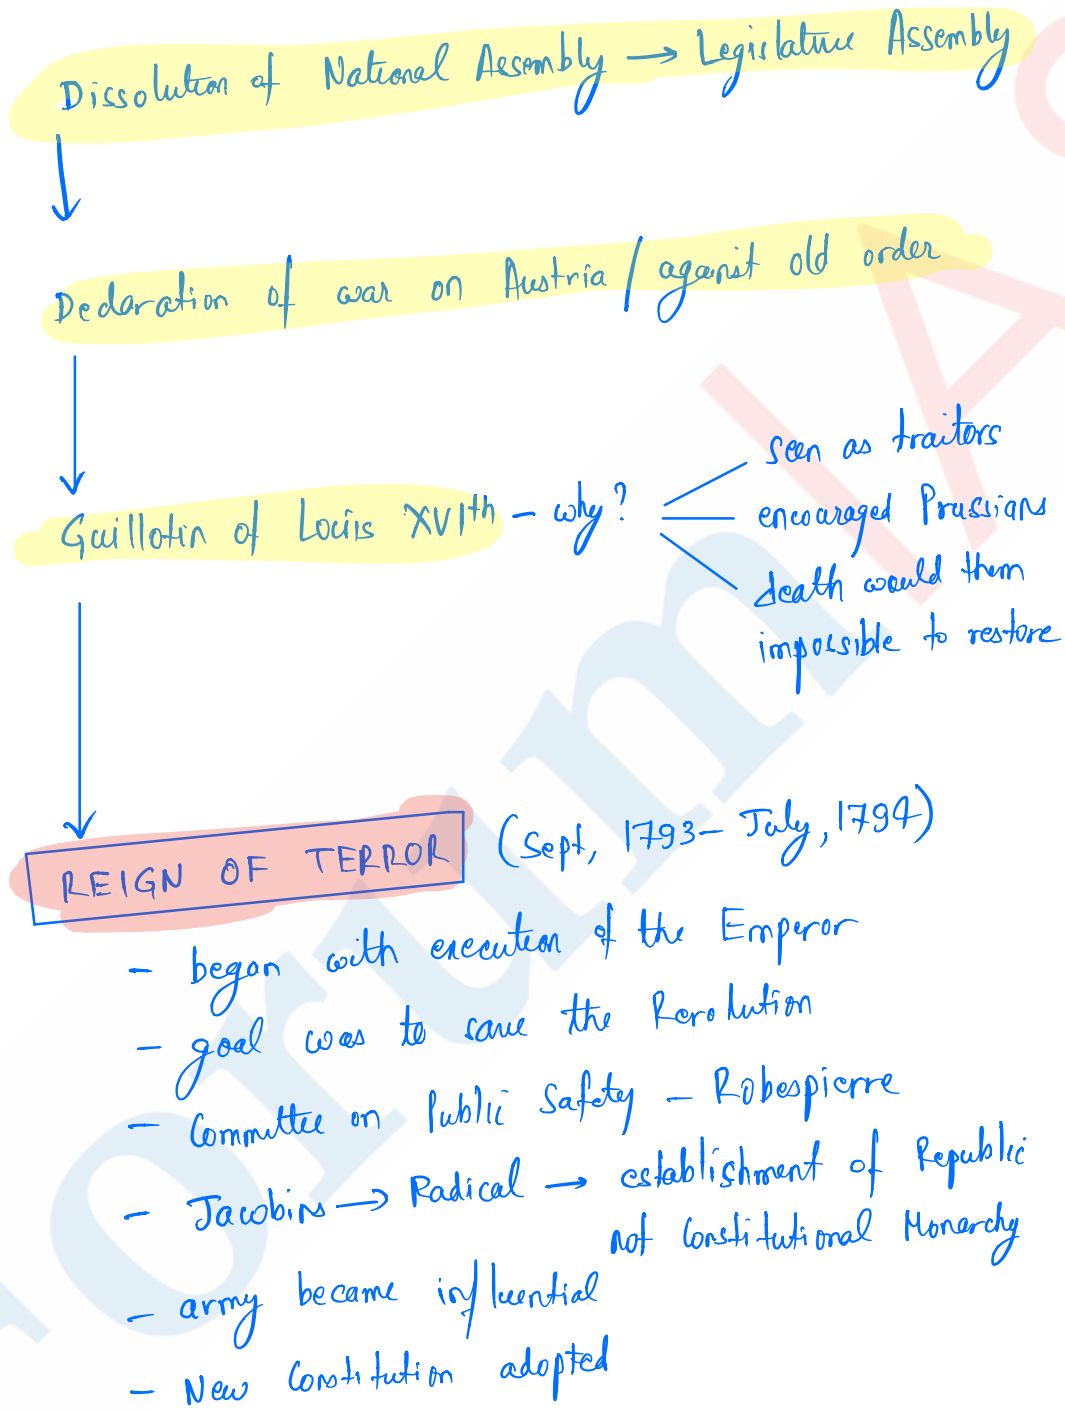 Dissolution of National Assembly → Legislature Assembly
Declaration of war on Austria / against old order
Guillotin of Louis XVIth – why?
seen as traitors
encouraged Prussians
death would them
impossible to restore
REIGN OF TERROR (Sept, 1793 – July, 1794)
- began with execution of the Emperor
- goal was to save the Revolution
- Committee on Public Safety – Robespierre
- Jacobins → Radical → establishment of Republic
not Constitutional Monarchy
- army became influential
- New Constitution adopted
ForumIAS